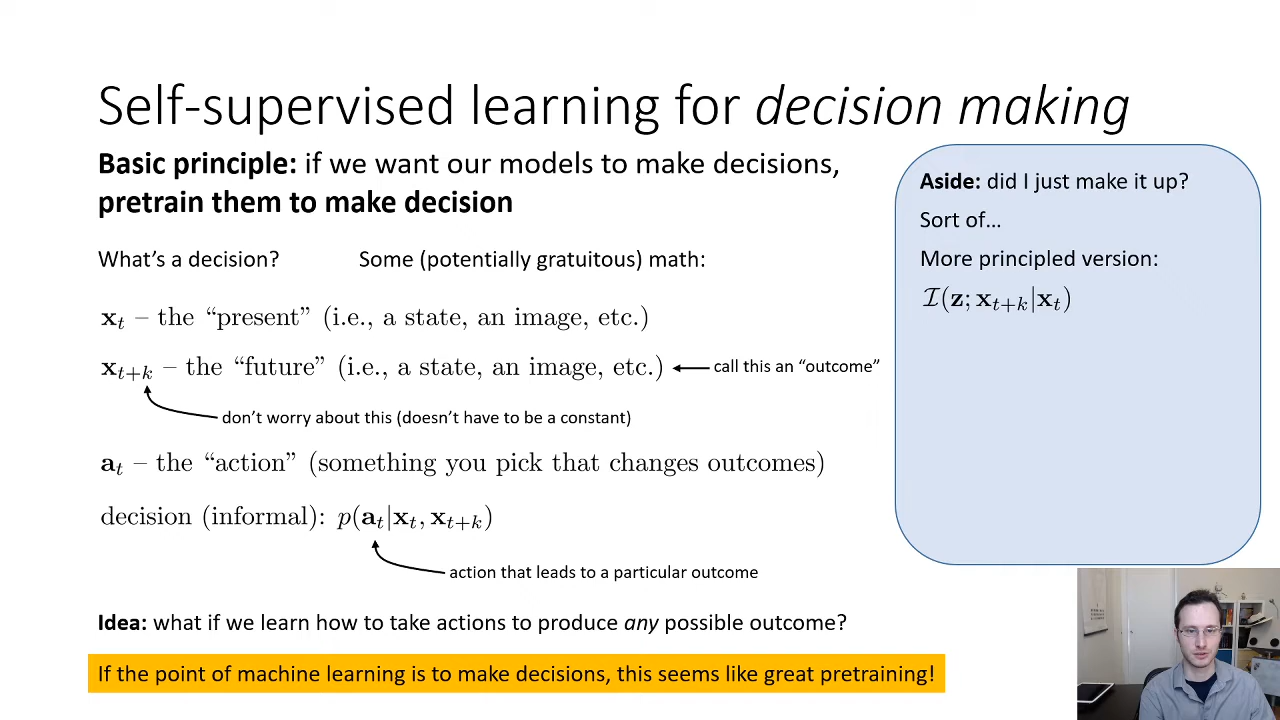 Self-supervised learning for decision making
Basic principle: if we want our models to make decisions,
pretrain them to make decision
What's a decision?
Some (potentially gratuitous) math:
x_t – the “present” (i.e., a state, an image, etc.)
x_{t+k} – the “future” (i.e., a state, an image, etc.)
call this an “outcome”
don't worry about this (doesn't have to be a constant)
a_t – the “action” (something you pick that changes outcomes)
decision (informal): p(a_t|x_t, x_{t+k})
action that leads to a particular outcome
Idea: what if we learn how to take actions to produce any possible outcome?
If the point of machine learning is to make decisions, this seems like great pretraining!
Aside: did I just make it up?
Sort of…
More principled version:
I(z; x_{t+k}|x_t)